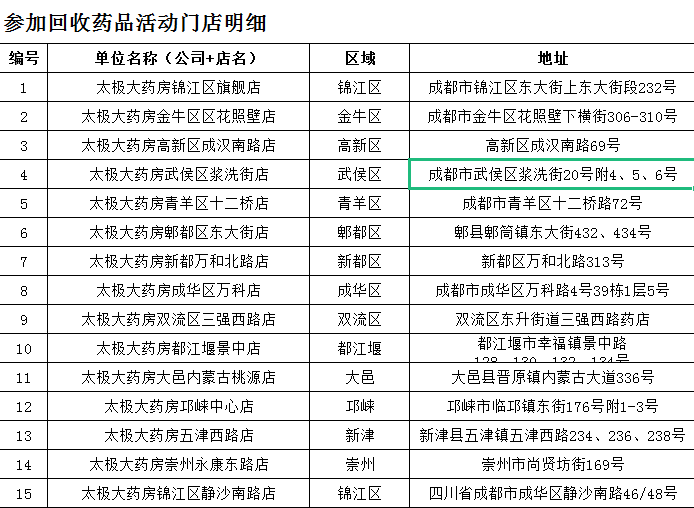 参加回收药品活动门店明细
编号 单位名称（公司+店名） 区域 地址
1 太极大药房锦江区旗舰店 锦江区 成都市锦江区东大街上东大街段232号
2 太极大药房金牛区区花照壁店 金牛区 成都市金牛区花照壁下横街306-310号
3 太极大药房高新区成汉南路店 高新区 高新区成汉南路69号
4 太极大药房武侯区浆洗街店 武侯区 成都市武侯区浆洗街20号附4、5、6号
5 太极大药房青羊区十二桥店 青羊区 成都市青羊区十二桥路72号
6 太极大药房郫都区东大街店 郫都区 郫县郫筒镇东大街432、434号
7 太极大药房新都万和北路店 新都区 新都区万和北路313号
8 太极大药房成华区万科店 成华区 成都市成华区万科路4号39栋1层5号
9 太极大药房双流区三强西路店 双流区 双流区东升街道三强西路药店
10 太极大药房都江堰景中店 都江堰 都江堰市幸福镇景中路
128、130、132、134号
11 太极大药房大邑内蒙古桃源店 大邑 大邑县晋原镇内蒙古大道336号
12 太极大药房邛崃中心店 邛崃 邛崃市临邛镇东街176号附1-3号
13 太极大药房五津西路店 新津 新津县五津镇五津西路234、236、238号
14 太极大药房崇州永康东路店 崇州 崇州市尚贤坊街169号
15 太极大药房锦江区静沙南路店 锦江区 四川省成都市成华区静沙南路46/48号